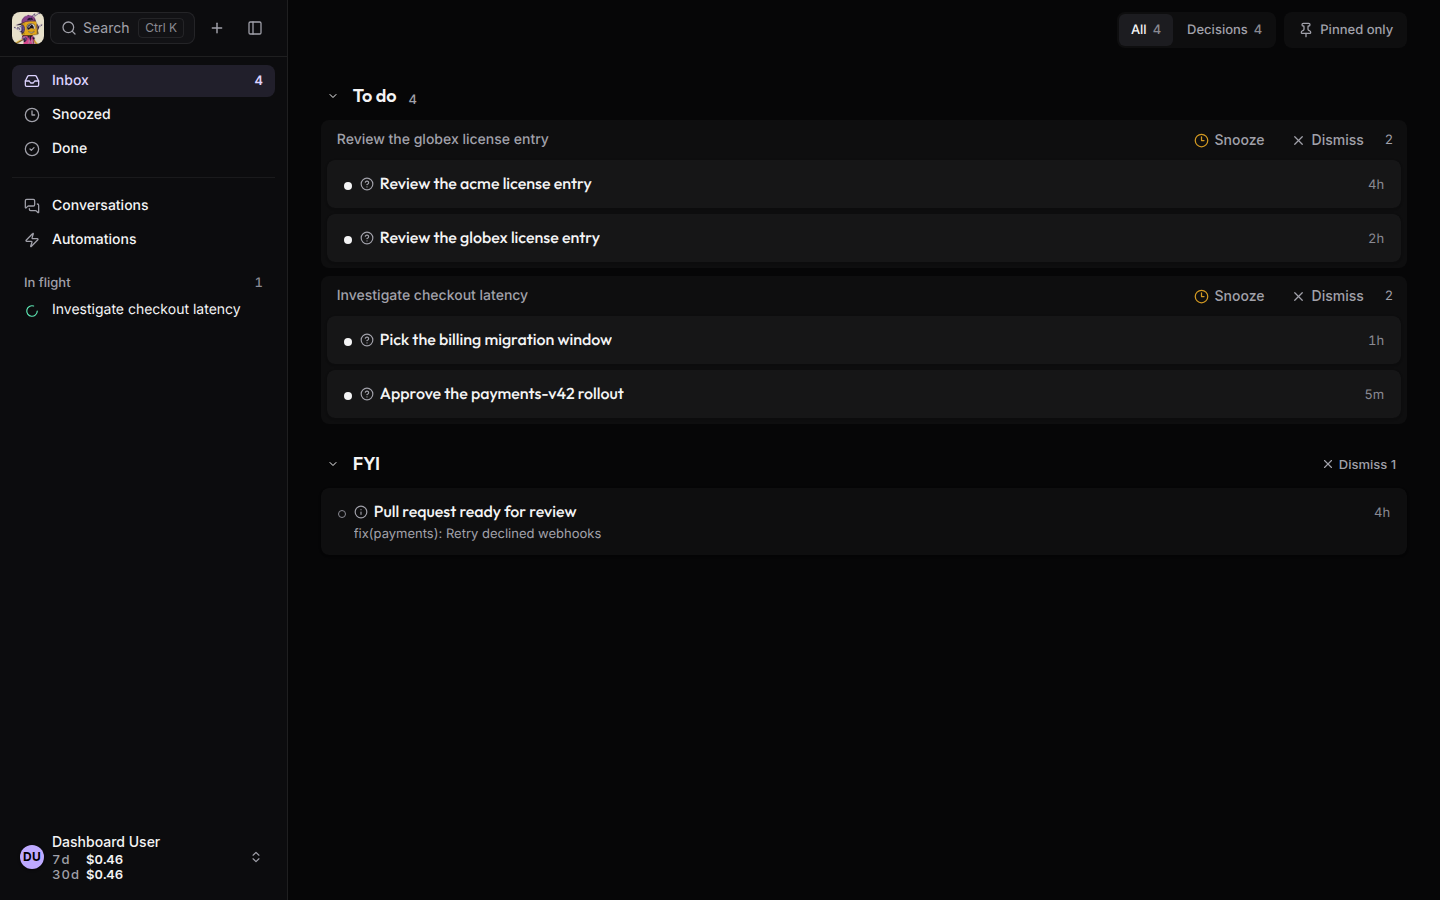 Search Ctrl K
Inbox 4
Snoozed
Done
Conversations
Automations
In flight 1
Investigate checkout latency
Dashboard User
DU
7d $0.46
30d $0.46
All 4 Decisions 4 Pinned only
To do 4
Review the globex license entry Snooze Dismiss 2
Review the acme license entry 4h
Review the globex license entry 2h
Investigate checkout latency Snooze Dismiss 2
Pick the billing migration window 1h
Approve the payments-v42 rollout 5m
FYI Dismiss 1
Pull request ready for review 4h
fix(payments): Retry declined webhooks